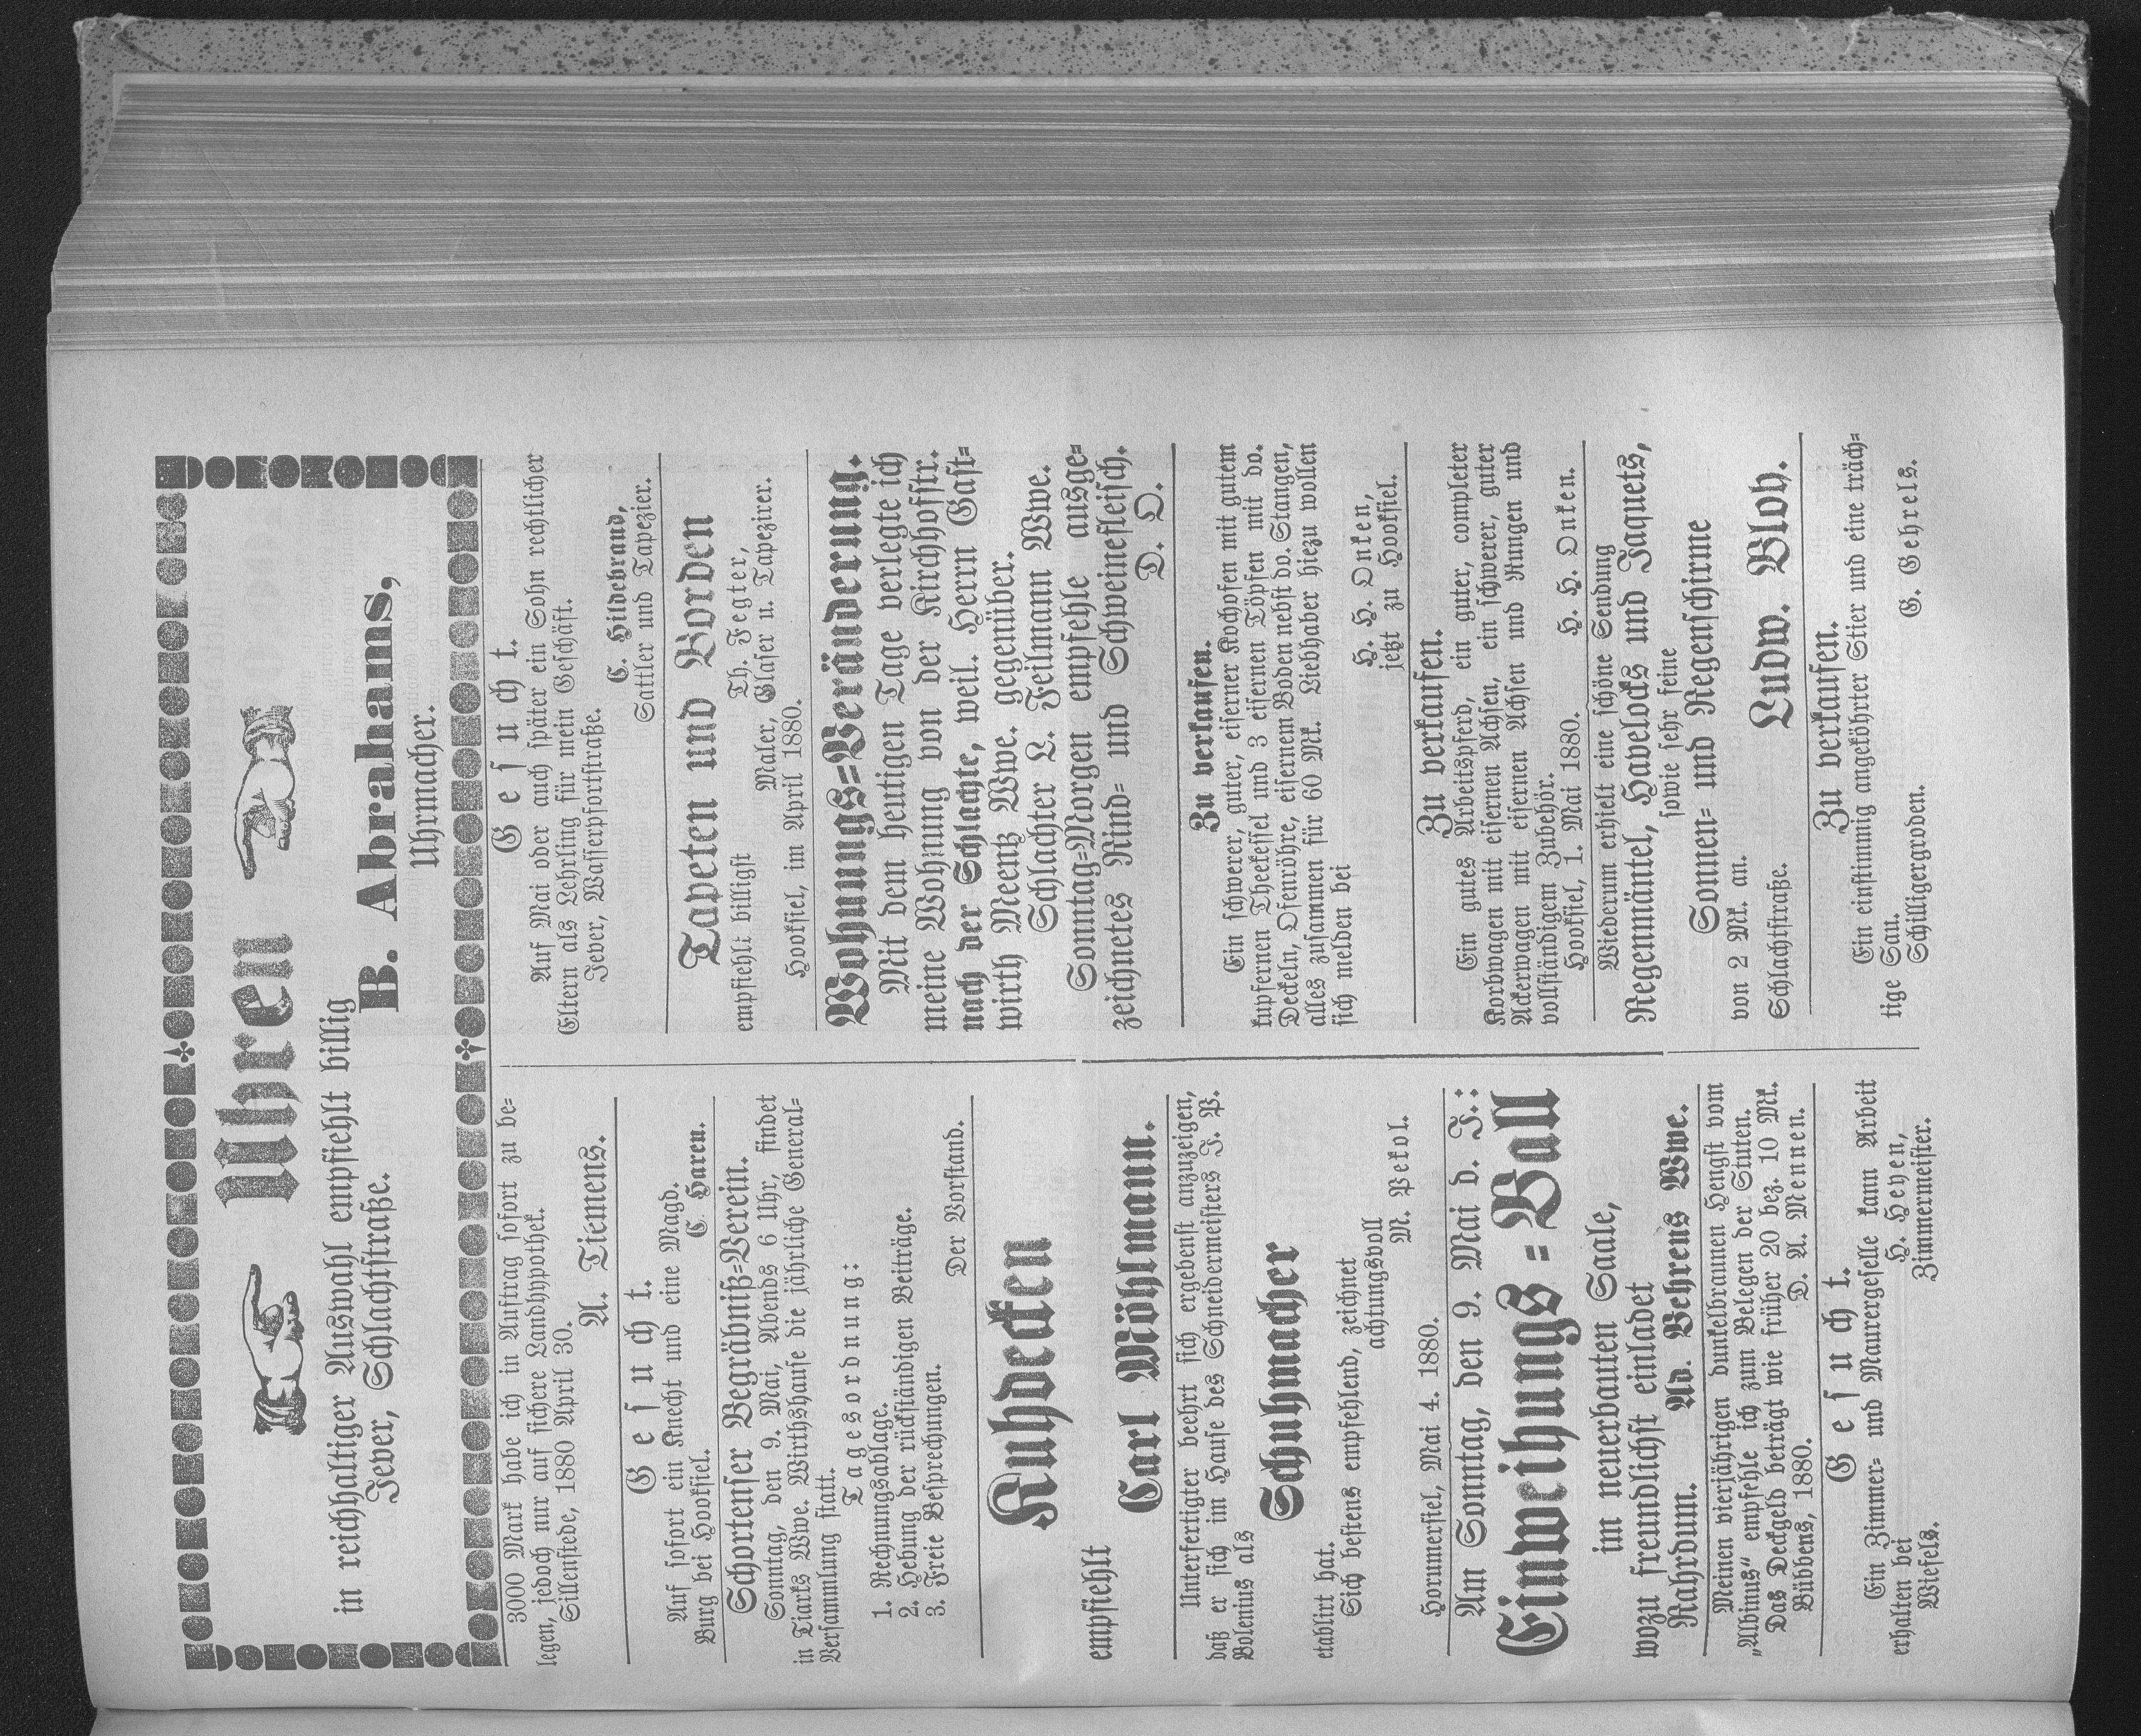 Uhren
in reichhaltiger Auswahl empfiehlt billig
Jever, Schlachtstraße.
B. Abrahams,
Uhrmacher.
3000 Mark habe ich in Auftrag sofort zu be-
legen, jedoch nur auf sichere Landhypothek.
Sillenstede, 1880 April 30.
A. Tiemens.
Gesucht.
Auf sofort ein Knecht und eine Magd.
Burg bei Hooksiel. C. Haren.
Schortenser Begräbniß-Verein.
Sonntag, den 9. Mai, Abends 6 Uhr, findet
in Tiarks Wwe. Wirthshause die jährliche General-
Versammlung statt.
Tagesordnung:
1. Rechnungsablage.
2. Hebung der rückständigen Beiträge.
3. Freie Besprechungen.
Der Vorstand.
Kuhdecken
empfiehlt
Carl Möhlmann.
Unterfertigter beehrt sich ergebenst anzuzeigen,
daß er sich im Hause des Schneidermeisters J. P.
Bolenius als
Schuhmacher
etablirt hat.
Sich bestens empfehlend, zeichnet
achtungsvoll
M. Pekol.
Horumersiel, Mai 4. 1880.
Am Sonntag, den 9. Mai d. J.:
Einweihungs-Ball
im neuerbauten Saale,
wozu freundlichst einladet
Rahrdum. Ad. Behrens Wwe.
Meinen vierjährigen dunkelbraunen Hengst vom
„Albinus“ empfehle ich zum Belegen der Stuten.
Das Deckgeld beträgt wie früher 20 bez. 10 Mk.
Bübbens, 1880. D. A. Mennen.
Gesucht.
Ein Zimmer- und Maurergeselle kann Arbeit
erhalten bei H. Heyen,
Wiefels. Zimmermeister.
Gesucht.
Auf Mai oder auch später ein Sohn rechtlicher
Eltern als Lehrling für mein Geschäft.
Jever, Wasserpfortstraße.
C. Hildebrand,
Sattler und Tapezier.
Tapeten und Borden
empfiehlt billigst Th. Fegter,
Maler, Glaser u. Tapezirer.
Hooksiel, im April 1880.
Wohnungs-Veränderung.
Mit dem heutigen Tage verlegte ich
meine Wohnung von der Kirchhofstr.
nach der Schlachte, weil. Herrn Gast-
wirth Meentz Wwe. gegenüber.
Schlachter L. Feilmann Wwe.
Sonntag-Morgen empfehle ausge-
zeichnetes Rind- und Schweinefleisch.
D. O.
Zu verkaufen.
Ein schwerer, guter, eiserner Kochofen mit gutem
kupfernen Theekessel und 3 eisernen Töpfen mit do.
Deckeln, Ofenröhre, eisernem Boden nebst do. Stangen,
alles zusammen für 60 Mk. Liebhaber hiezu wollen
sich melden bei
H. H. Onken,
jetzt zu Hooksiel.
Zu verkaufen.
Ein gutes Arbeitspferd, ein guter, completer
Korbwagen mit eisernen Achsen, ein schwerer, guter
Ackerwagen mit eisernen Achsen und Rungen und
vollständigem Zubehör.
Hooksiel, 1. Mai 1880. H. H. Onken.
Wiederum erhielt eine schöne Sendung
Regenmäntel, Havelocks und Jaquets,
sowie sehr feine
Sonnen- und Regenschirme
von 2 Mk. an.
Schlachtstraße. Ludw. Bloh.
Zu verkaufen.
Ein einstimmig angeköhrter Stier und eine träch-
tige Sau.
Schilligergroden. G. Gehrels.